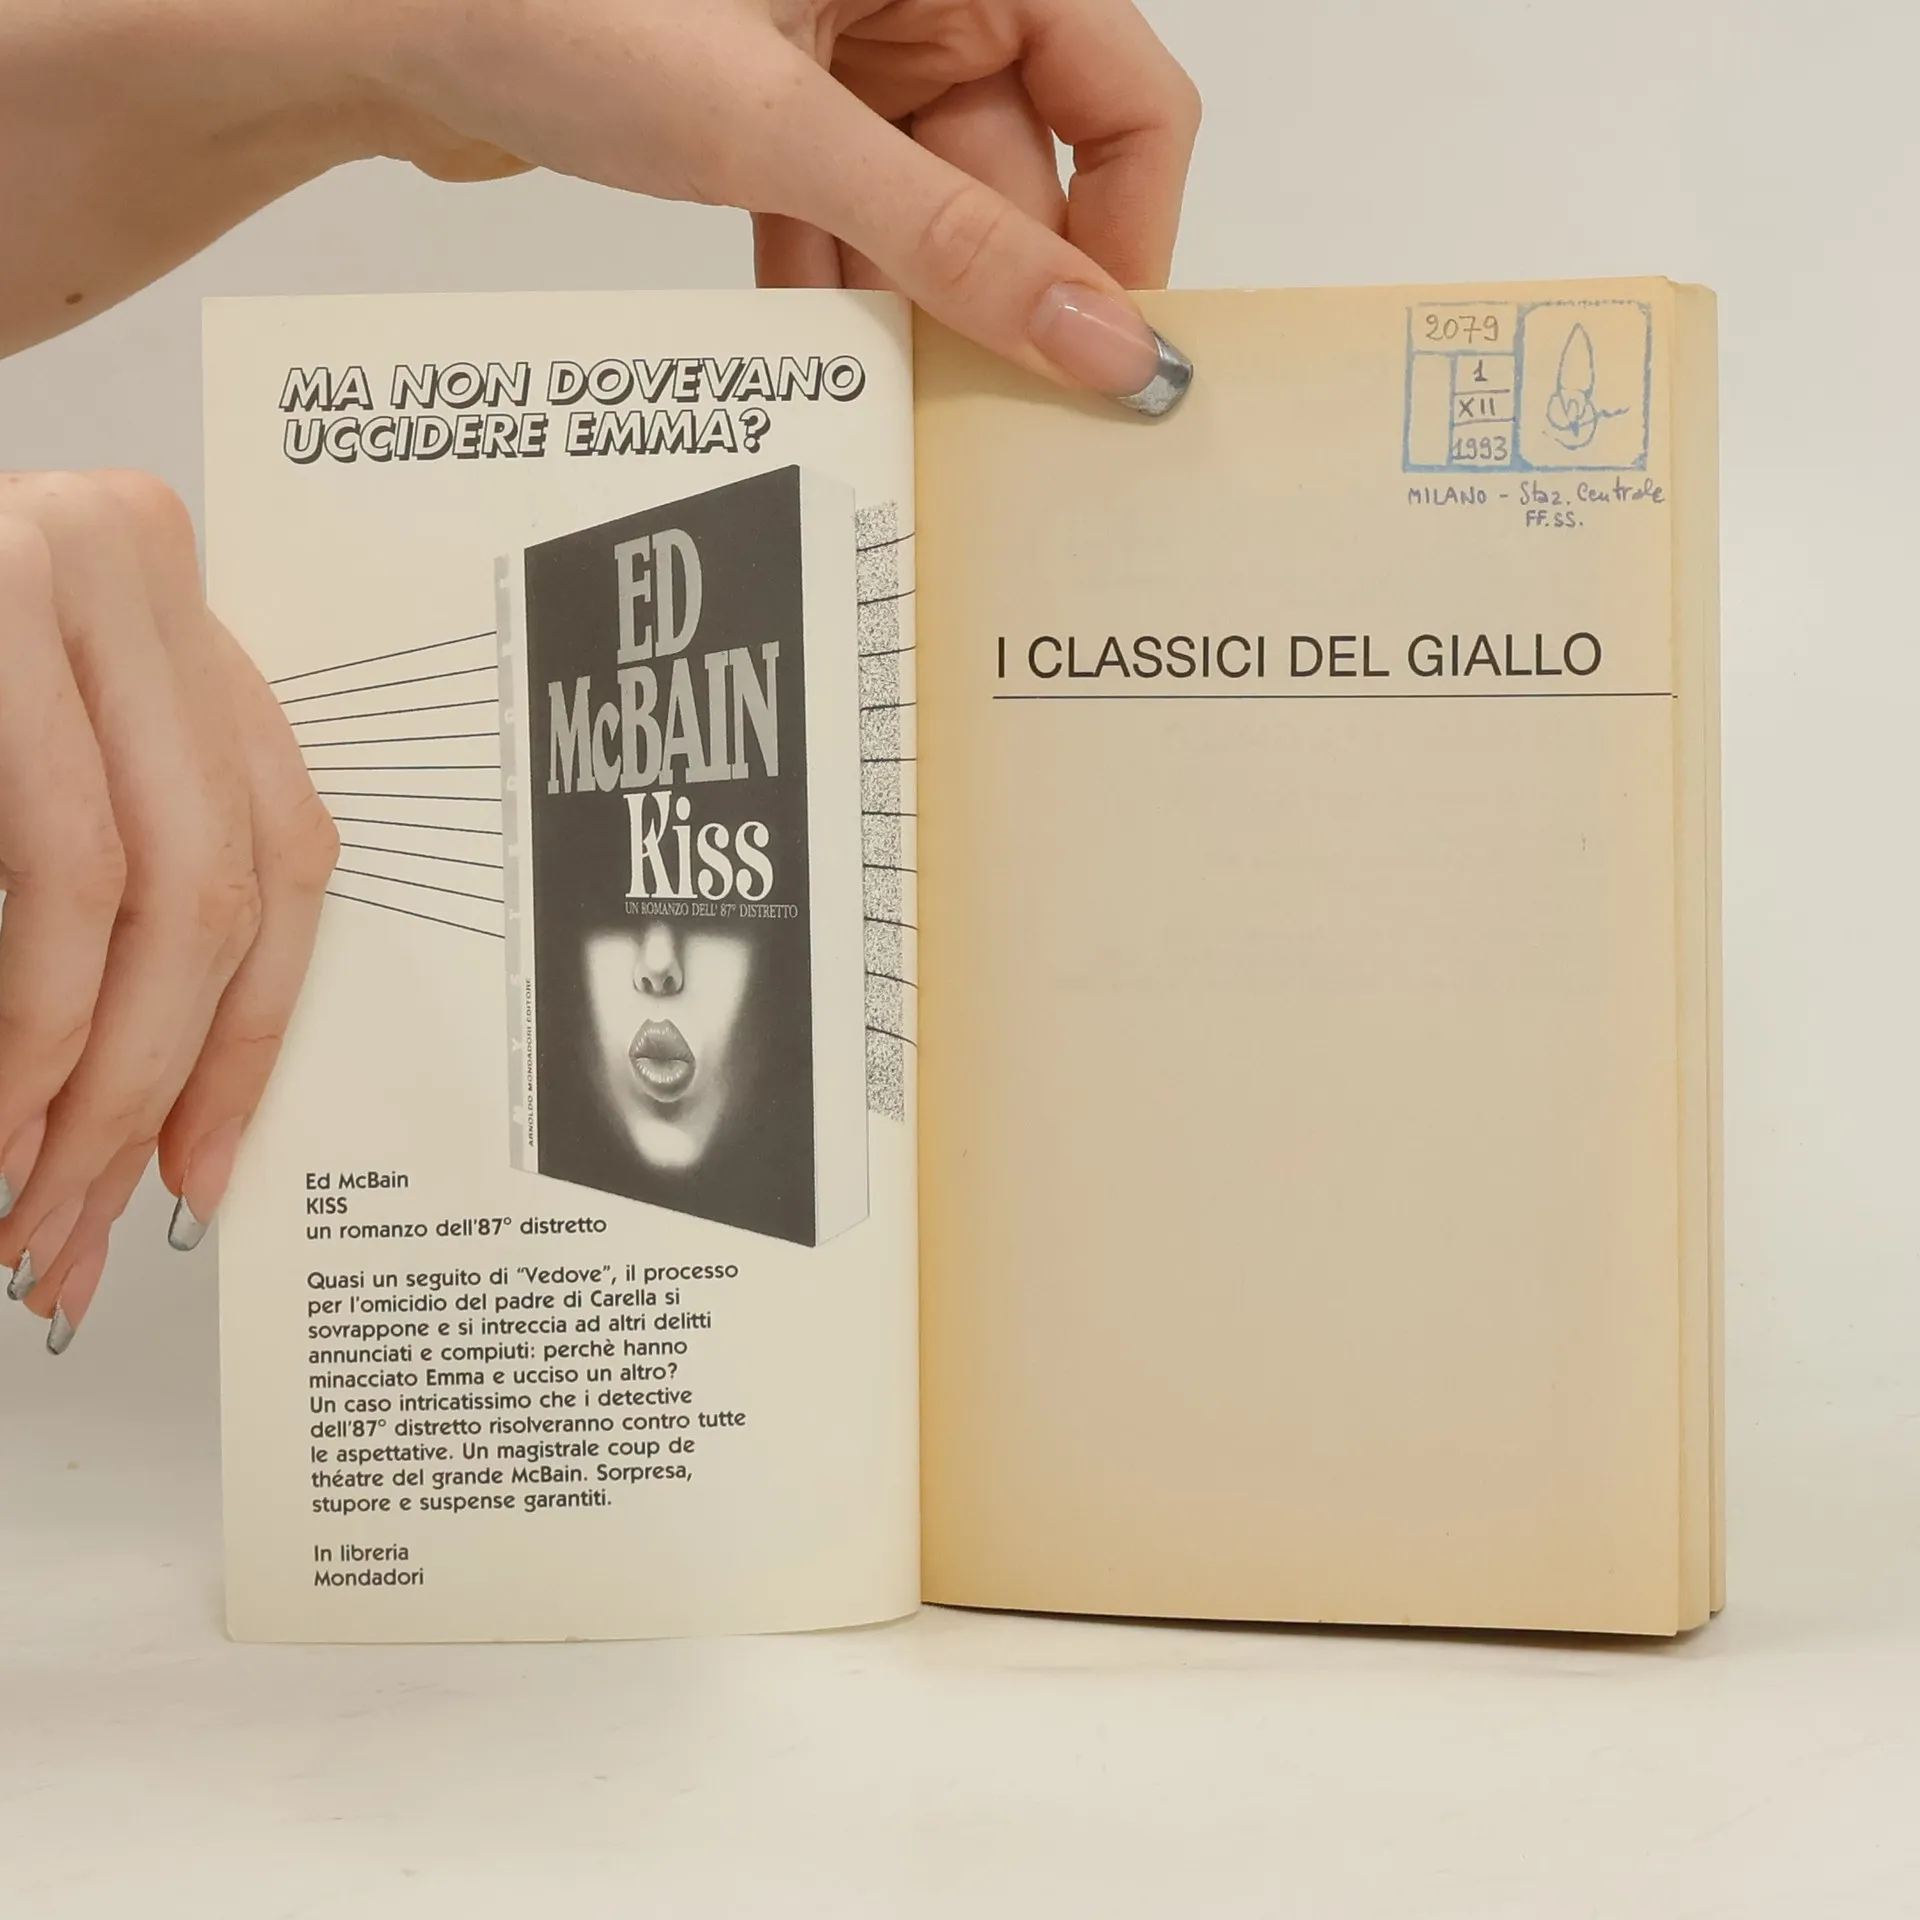 MA NON DOVEVANO
UCCIDERE EMMA?
ED
McBAIN
Kiss
UN ROMANZO DELL' 87° DISTRETTO
ARNOLDO MONDADORI EDITORE
Ed McBain
KISS
un romanzo dell'87° distretto
Quasi un seguito di "Vedove", il processo
per l'omicidio del padre di Carella si
sovrappone e si intreccia ad altri delitti
annunciati e compiuti: perchè hanno
minacciato Emma e ucciso un altro?
Un caso intricatissimo che i detective
dell'87° distretto risolveranno contro tutte
le aspettative. Un magistrale coup de
théatre del grande McBain. Sorpresa,
stupore e suspense garantiti.
In libreria
Mondadori
2079
1
XII
1993
MILANO - Staz. Centrale
FF.SS.
I CLASSICI DEL GIALLO